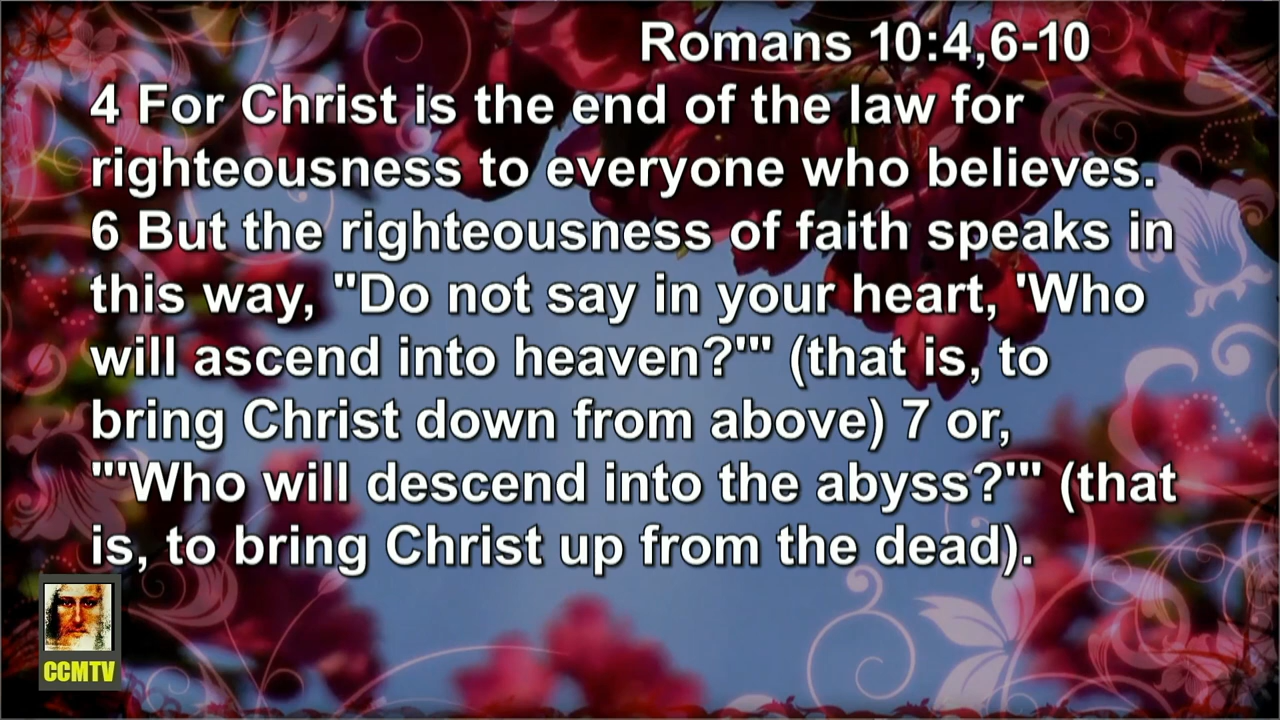 Romans 10:4,6-10
4 For Christ is the end of the law for
righteousness to everyone who believes.
6 But the righteousness of faith speaks in
this way, "Do not say in your heart, 'Who
will ascend into heaven?'" (that is, to
bring Christ down from above) 7 or,
"'Who will descend into the abyss?'" (that
is, to bring Christ up from the dead).
CCMTV